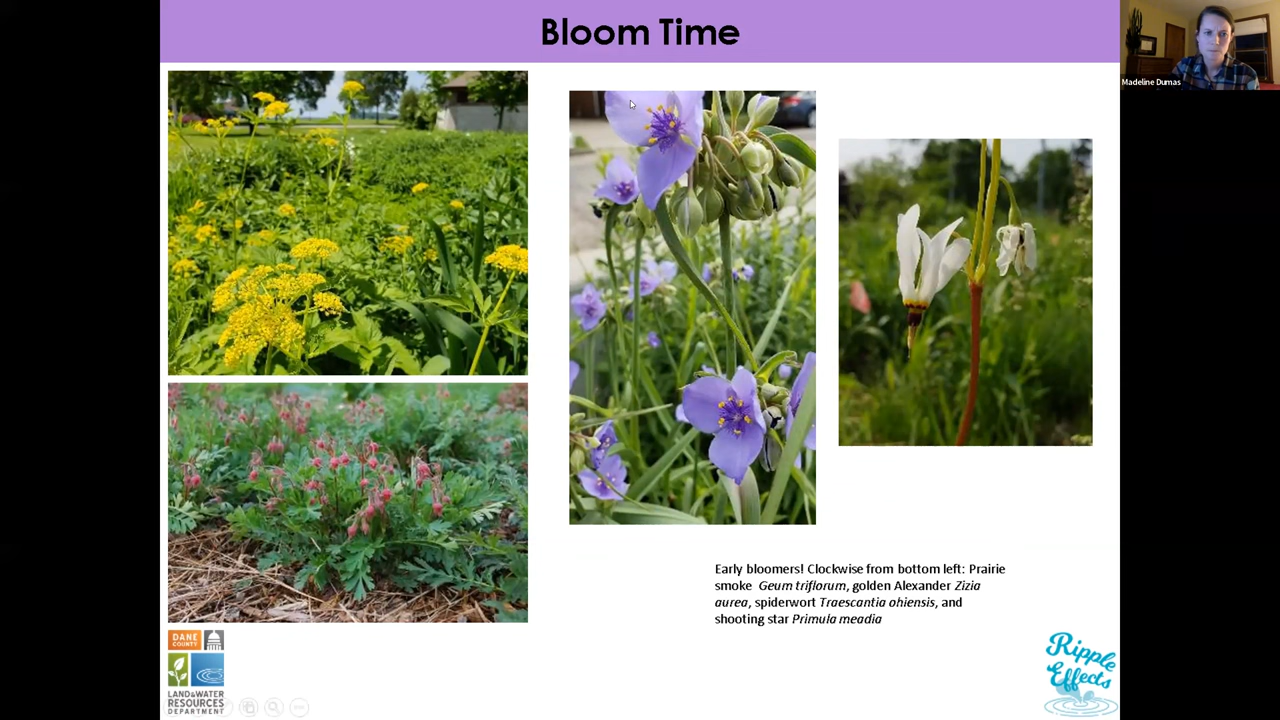 Bloom Time
Madeline Dumas
Early bloomers! Clockwise from bottom left: Prairie
smoke Geum triflorum, golden Alexander Zizia
aurea, spiderwort Traescantia ohiensis, and
shooting star Primula meadia
DANE
COUNTY
LAND&WATER
RESOURCES
DEPARTMENT
Ripple
Effects